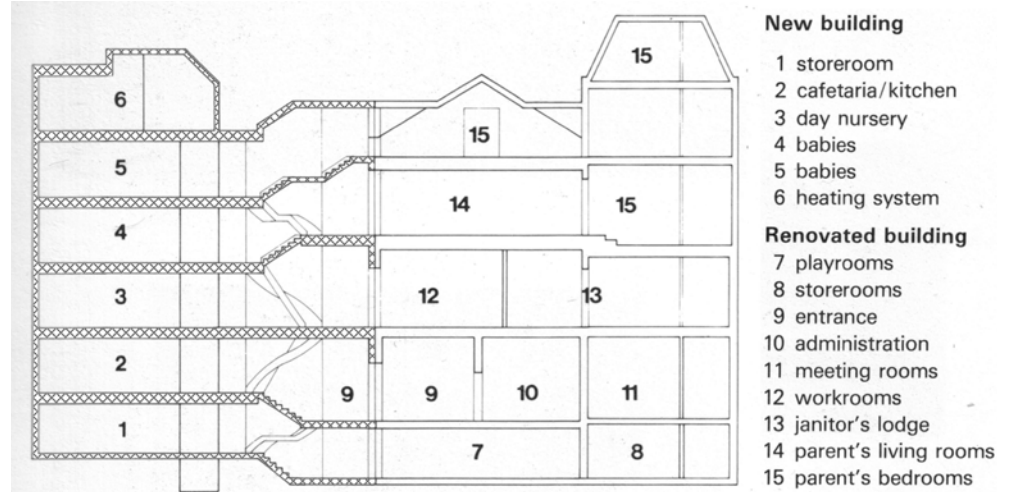 15
6
15
5
14
15
4
3
12
13
2
9
9
10
11
1
7
8
New building
1 storeroom
2 cafetaria/kitchen
3 day nursery
4 babies
5 babies
6 heating system
Renovated building
7 playrooms
8 storerooms
9 entrance
10 administration
11 meeting rooms
12 workrooms
13 janitor's lodge
14 parent's living rooms
15 parent's bedrooms